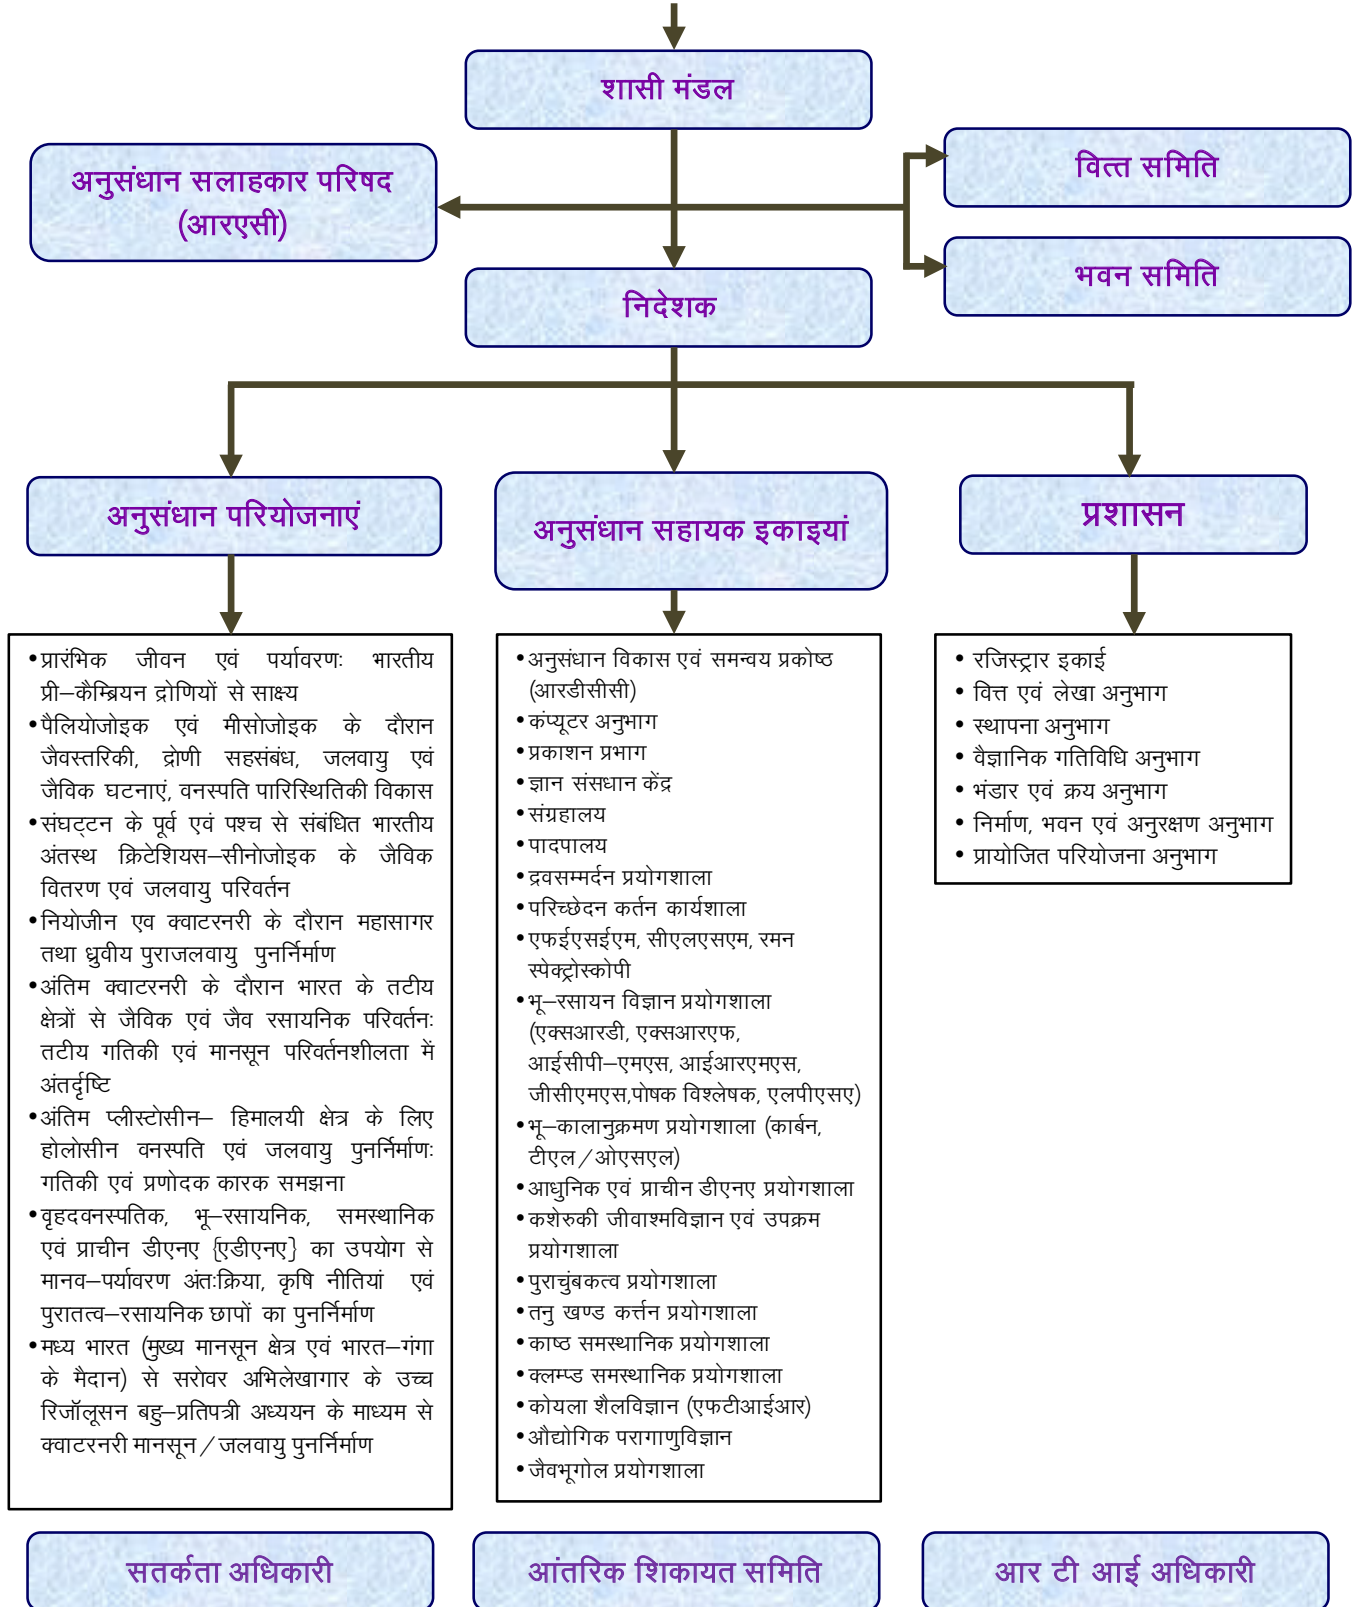 शासी मंडल
अनुसंधान सलाहकार परिषद
(आरएसी)
वित्त समिति
भवन समिति
निदेशक
अनुसंधान परियोजनाएं
अनुसंधान सहायक इकाइयां
प्रशासन
•प्रारंभिक जीवन एवं पर्यावरणः भारतीय
प्री–कैम्ब्रियन द्रोणियों से साक्ष्य
•पैलियोजोइक एवं मीसोजोइक के दौरान
जैवस्तरिकी, द्रोणी सहसंबंध, जलवायु एवं
जैविक घटनाएं, वनस्पति पारिस्थितिकी विकास
•संघट्टन के पूर्व एवं पश्च से संबंधित भारतीय
अंतस्थ क्रिटेशियस–सीनोजोइक के जैविक
वितरण एवं जलवायु परिवर्तन
•नियोजीन एव क्वाटरनरी के दौरान महासागर
तथा ध्रुवीय पुराजलवायु पुनर्निर्माण
•अंतिम क्वाटरनरी के दौरान भारत के तटीय
क्षेत्रों से जैविक एवं जैव रसायनिक परिवर्तनः
तटीय गतिकी एवं मानसून परिवर्तनशीलता में
अंतर्दृष्टि
•अंतिम प्लीस्टोसीन– हिमालयी क्षेत्र के लिए
होलोसीन वनस्पति एवं जलवायु पुनर्निर्माणः
गतिकी एवं प्रणोदक कारक समझना
•वृहदवनस्पतिक, भू–रसायनिक, समस्थानिक
एवं प्राचीन डीएनए {एडीएनए} का उपयोग से
मानव–पर्यावरण अंतःक्रिया, कृषि नीतियां एवं
पुरातत्व–रसायनिक छापों का पुनर्निर्माण
•मध्य भारत (मुख्य मानसून क्षेत्र एवं भारत–गंगा
के मैदान) से सरोवर अभिलेखागार के उच्च
रिजॉलूसन बहु–प्रतिपत्री अध्ययन के माध्यम से
क्वाटरनरी मानसून/जलवायु पुनर्निर्माण
•अनुसंधान विकास एवं समन्वय प्रकोष्ठ
(आरडीसीसी)
•कंप्यूटर अनुभाग
•प्रकाशन प्रभाग
•ज्ञान संसधान केंद्र
•संग्रहालय
•पादपालय
•द्रवसम्मर्दन प्रयोगशाला
•परिच्छेदन कर्तन कार्यशाला
•एफईएसईएम, सीएलएसएम, रमन
स्पेक्ट्रोस्कोपी
•भू–रसायन विज्ञान प्रयोगशाला
(एक्सआरडी, एक्सआरएफ,
आईसीपी–एमएस, आईआरएमएस,
जीसीएमएस,पोषक विश्लेषक, एलपीएसए)
•भू–कालानुक्रमण प्रयोगशाला (कार्बन,
टीएल/ओएसएल)
•आधुनिक एवं प्राचीन डीएनए प्रयोगशाला
•कशेरुकी जीवाश्मविज्ञान एवं उपक्रम
प्रयोगशाला
•पुराचुंबकत्व प्रयोगशाला
•तनु खण्ड कर्त्तन प्रयोगशाला
•काष्ठ समस्थानिक प्रयोगशाला
•क्लम्प्ड समस्थानिक प्रयोगशाला
•कोयला शैलविज्ञान (एफटीआईआर)
•औद्योगिक परागाणुविज्ञान
•जैवभूगोल प्रयोगशाला
• रजिस्ट्रार इकाई
• वित्त एवं लेखा अनुभाग
• स्थापना अनुभाग
• वैज्ञानिक गतिविधि अनुभाग
• भंडार एवं क्रय अनुभाग
• निर्माण, भवन एवं अनुरक्षण अनुभाग
• प्रायोजित परियोजना अनुभाग
सतर्कता अधिकारी
आंतरिक शिकायत समिति
आर टी आई अधिकारी